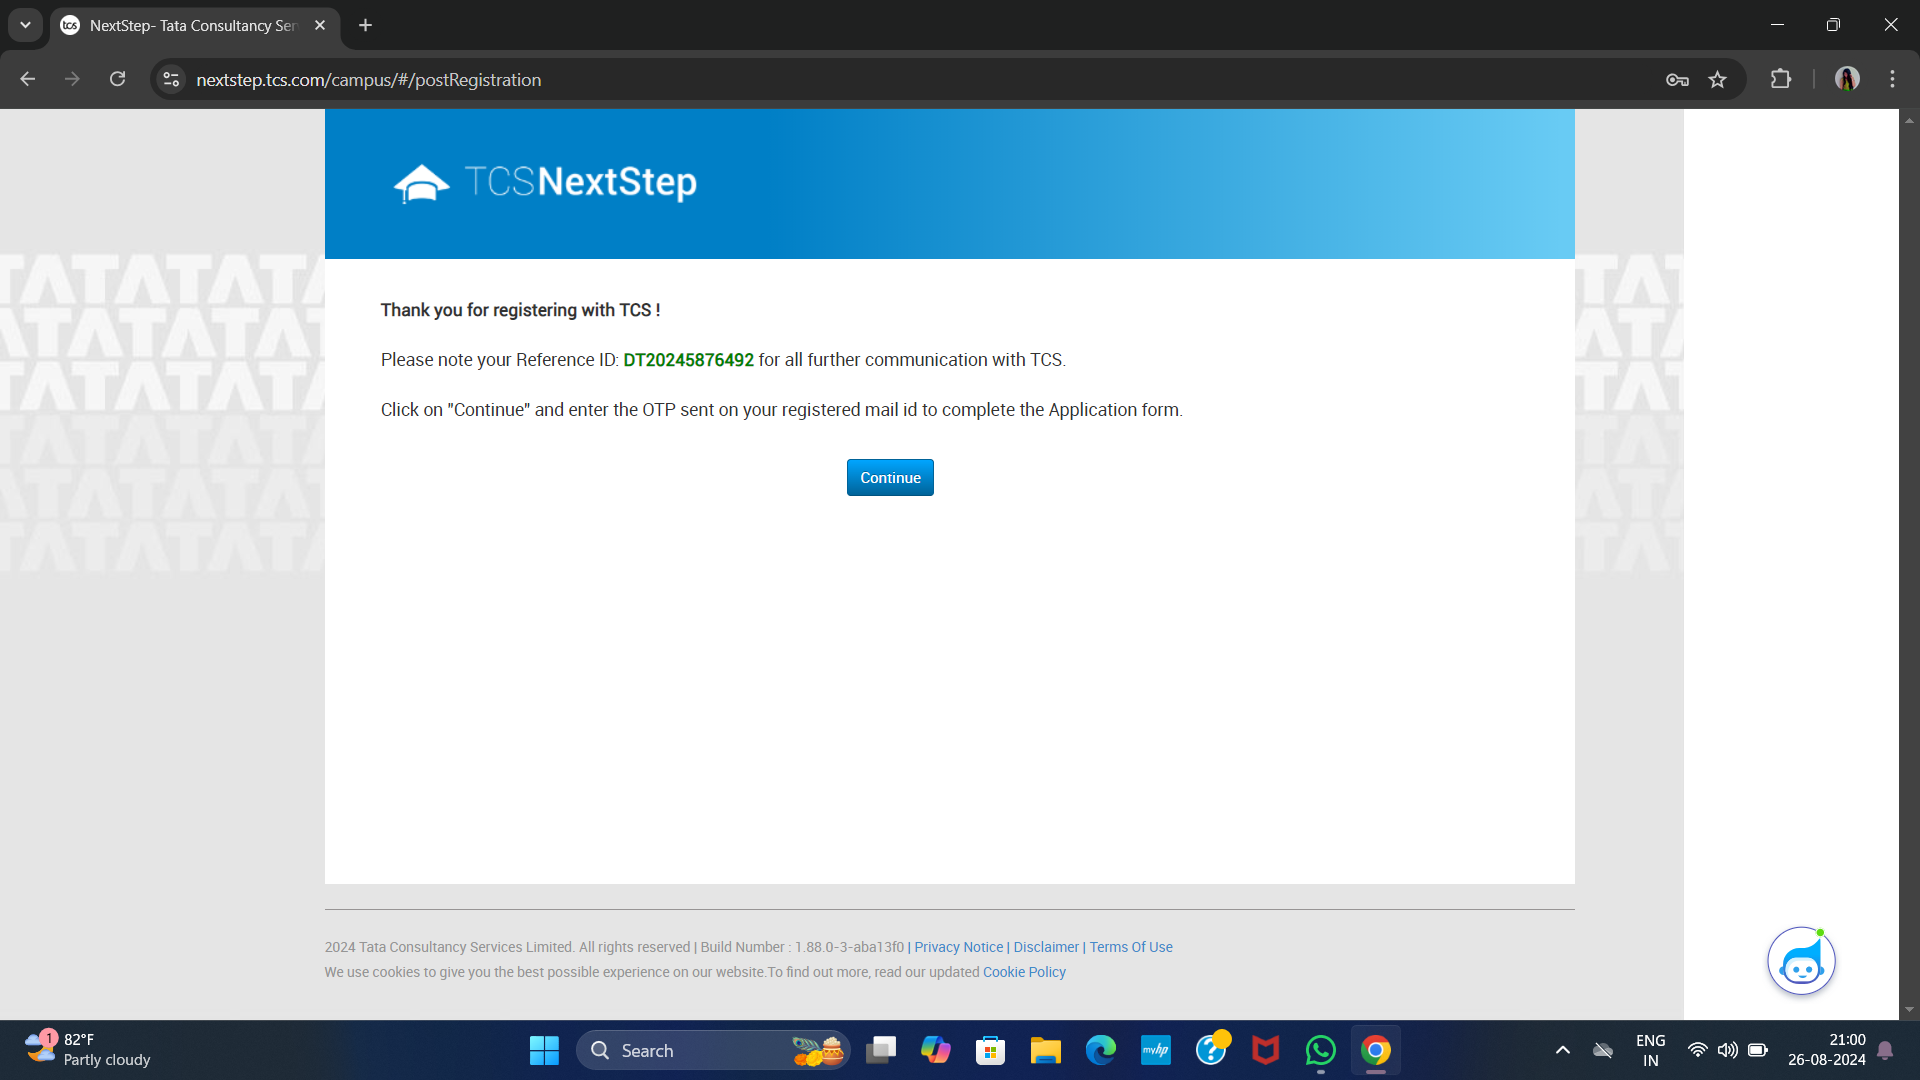 NextStep- Tata Consultancy Ser
nextstep.tcs.com/campus/#/postRegistration
TCSNextStep
Thank you for registering with TCS !
Please note your Reference ID: DT20245876492 for all further communication with TCS.
Click on "Continue" and enter the OTP sent on your registered mail id to complete the Application form.
Continue
2024 Tata Consultancy Services Limited. All rights reserved | Build Number : 1.88.0-3-aba13f0 | Privacy Notice | Disclaimer | Terms Of Use
We use cookies to give you the best possible experience on our website.To find out more, read our updated Cookie Policy
1
82°F
Partly cloudy
Search
myhp
ENG
IN
21:00
26-08-2024